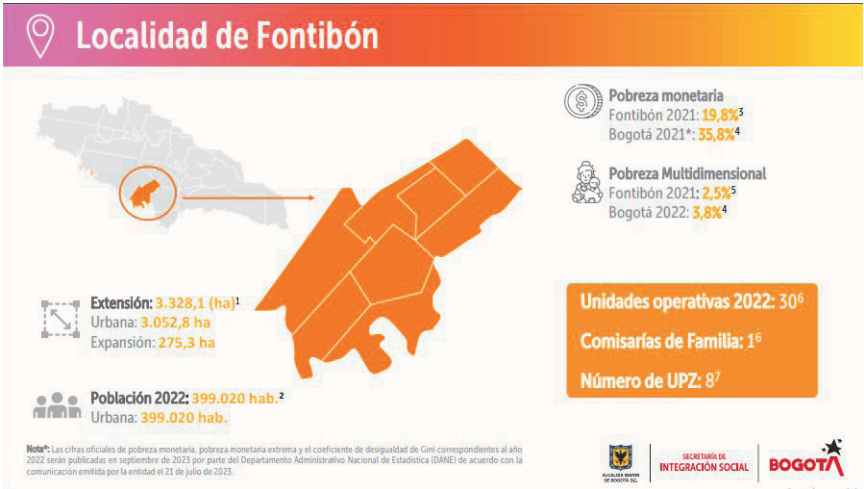 Localidad de Fontibón
Pobreza monetaria
Fontibón 2021: 19,8%³
Bogotá 2021*: 35,8%⁴
Pobreza Multidimensional
Fontibón 2021: 2,5%⁵
Bogotá 2022: 3,8%⁴
Extensión: 3.328,1 (ha)¹
Urbana: 3.052,8 ha
Expansión: 275,3 ha
Unidades operativas 2022: 30⁶
Comisarías de Familia: 1⁶
Número de UPZ: 8⁷
Población 2022: 399.020 hab.²
Urbana: 399.020 hab.
Nota*: Las cifras oficiales de pobreza monetaria, pobreza monetaria extrema y el coeficiente de desigualdad de Gini correspondientes al año
2022 serán publicadas en septiembre de 2023 por parte del Departamento Administrativo Nacional de Estadística (DANE) de acuerdo con la
comunicación emitida por la entidad el 21 de julio de 2023.
ALCALDÍA MAYOR
DE BOGOTÁ D.C.
SECRETARÍA DE
INTEGRACIÓN SOCIAL
BOGOTÁ